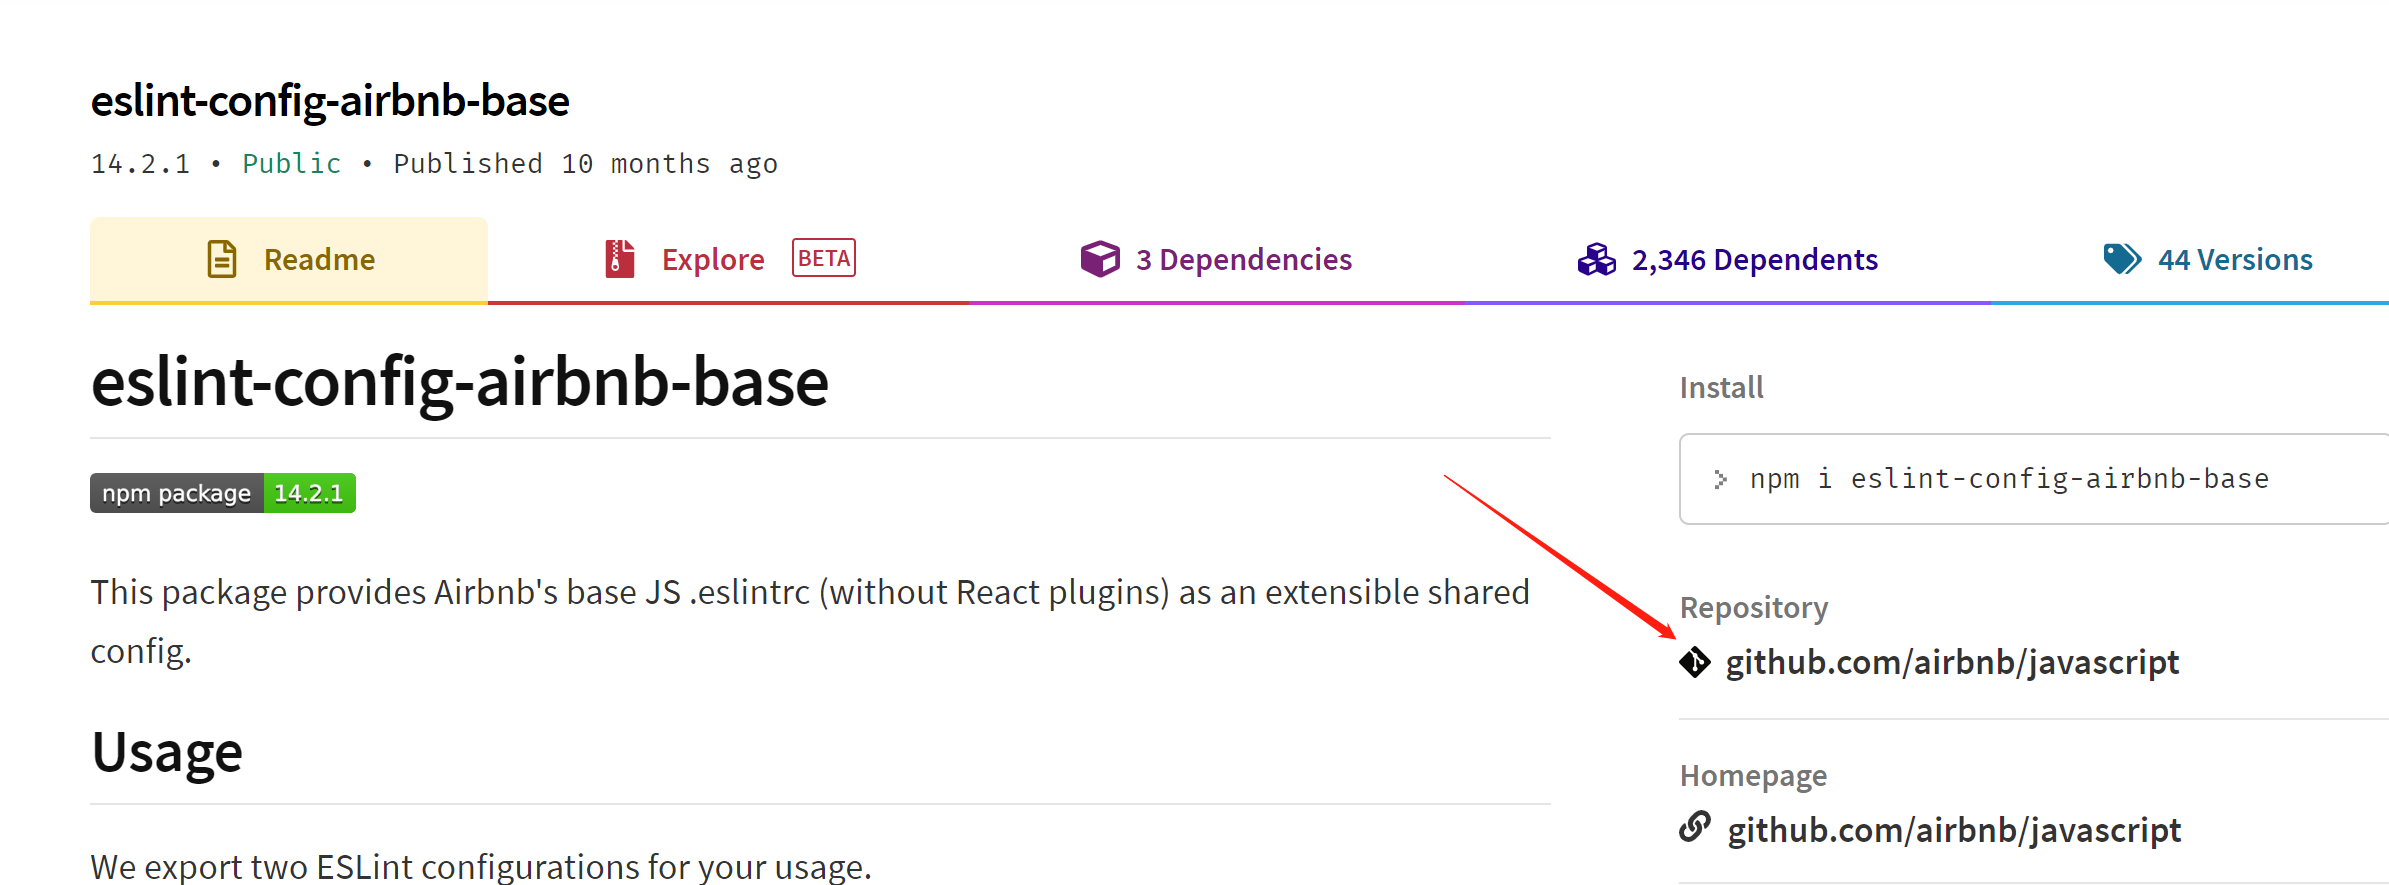 eslint-config-airbnb-base
14.2.1 • Public • Published 10 months ago
Readme
Explore BETA
3 Dependencies
2,346 Dependents
44 Versions
eslint-config-airbnb-base
npm package 14.2.1
This package provides Airbnb's base JS .eslintrc (without React plugins) as an extensible shared
config.
Usage
We export two ESLint configurations for your usage.
Install
> npm i eslint-config-airbnb-base
Repository
github.com/airbnb/javascript
Homepage
github.com/airbnb/javascript